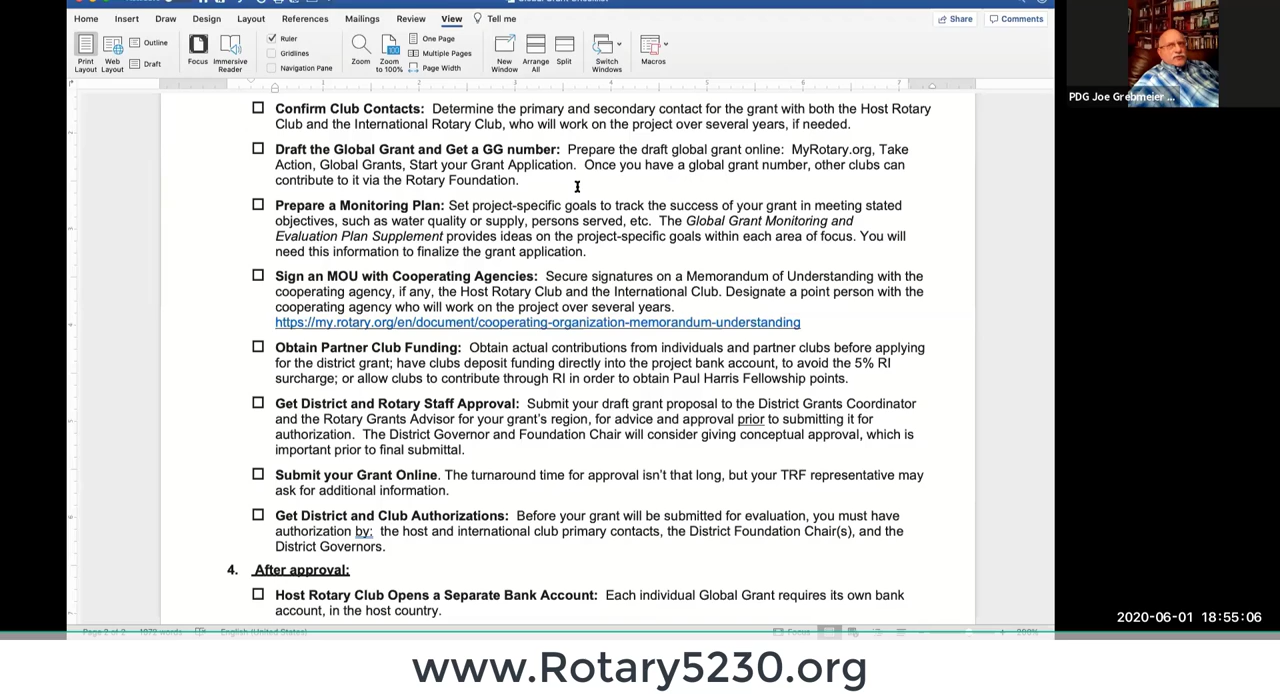 Home Insert Draw Design Layout References Mailings Review View Tell me
Share Comments
Print Layout
Web Layout
Outline
Draft
Focus
Immersive Reader
Ruler
Gridlines
Navigation Pane
Zoom
Zoom to 100%
One Page
Multiple Pages
Page Width
New Window
Arrange All
Split
Switch Windows
Macros
PDG Joe Grebmeier ...
Confirm Club Contacts: Determine the primary and secondary contact for the grant with both the Host Rotary
Club and the International Rotary Club, who will work on the project over several years, if needed.
Draft the Global Grant and Get a GG number: Prepare the draft global grant online: MyRotary.org, Take
Action, Global Grants, Start your Grant Application. Once you have a global grant number, other clubs can
contribute to it via the Rotary Foundation.
Prepare a Monitoring Plan: Set project-specific goals to track the success of your grant in meeting stated
objectives, such as water quality or supply, persons served, etc. The Global Grant Monitoring and
Evaluation Plan Supplement provides ideas on the project-specific goals within each area of focus. You will
need this information to finalize the grant application.
Sign an MOU with Cooperating Agencies: Secure signatures on a Memorandum of Understanding with the
cooperating agency, if any, the Host Rotary Club and the International Club. Designate a point person with the
cooperating agency who will work on the project over several years.
https://my.rotary.org/en/document/cooperating-organization-memorandum-understanding
Obtain Partner Club Funding: Obtain actual contributions from individuals and partner clubs before applying
for the district grant; have clubs deposit funding directly into the project bank account, to avoid the 5% RI
surcharge; or allow clubs to contribute through RI in order to obtain Paul Harris Fellowship points.
Get District and Rotary Staff Approval: Submit your draft grant proposal to the District Grants Coordinator
and the Rotary Grants Advisor for your grant's region, for advice and approval prior to submitting it for
authorization. The District Governor and Foundation Chair will consider giving conceptual approval, which is
important prior to final submittal.
Submit your Grant Online. The turnaround time for approval isn't that long, but your TRF representative may
ask for additional information.
Get District and Club Authorizations: Before your grant will be submitted for evaluation, you must have
authorization by: the host and international club primary contacts, the District Foundation Chair(s), and the
District Governors.
4. After approval:
Host Rotary Club Opens a Separate Bank Account: Each individual Global Grant requires its own bank
account, in the host country.
English (United States)
Focus
2020-06-01 18:55:06
www.Rotary5230.org